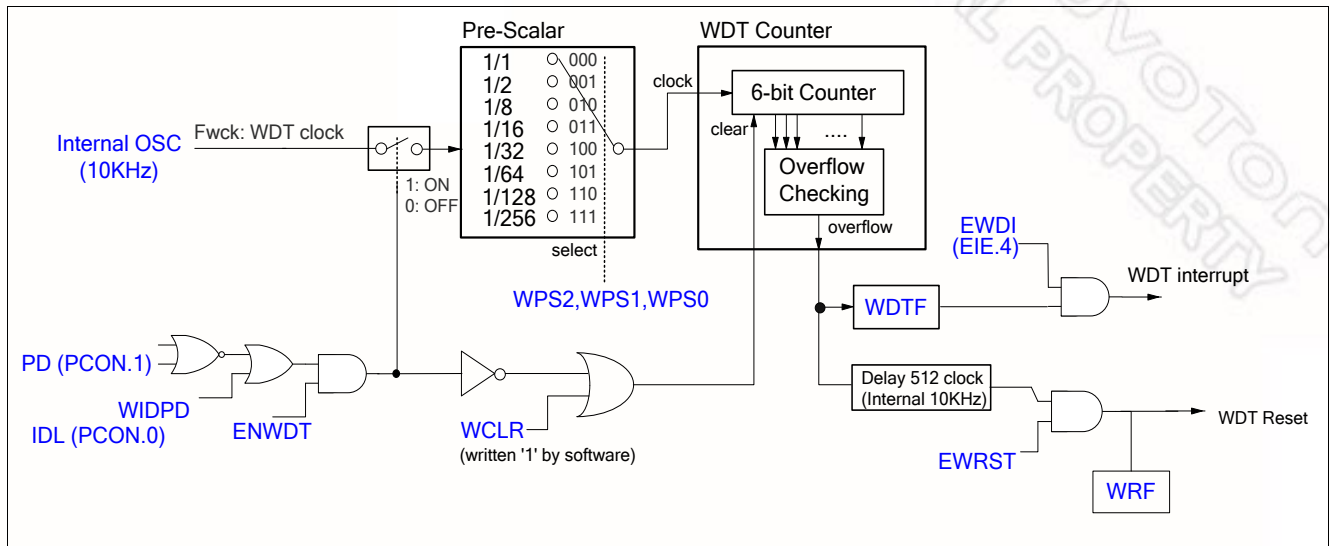 Pre-Scalar
1/1 000
1/2 001
1/8 010
1/16 011
1/32 100
1/64 101
1/128 110
1/256 111
select
WPS2,WPS1,WPS0
WDT Counter
clock
6-bit Counter
clear
....
Overflow
Checking
overflow
Internal OSC
(10KHz)
Fwck: WDT clock
1: ON
0: OFF
EWDI
(EIE.4)
WDT interrupt
WDTF
PD (PCON.1)
WIDPD
IDL (PCON.0)
ENWDT
WCLR
(written '1' by software)
Delay 512 clock
(Internal 10KHz)
EWRST
WDT Reset
WRF
PROPERTY